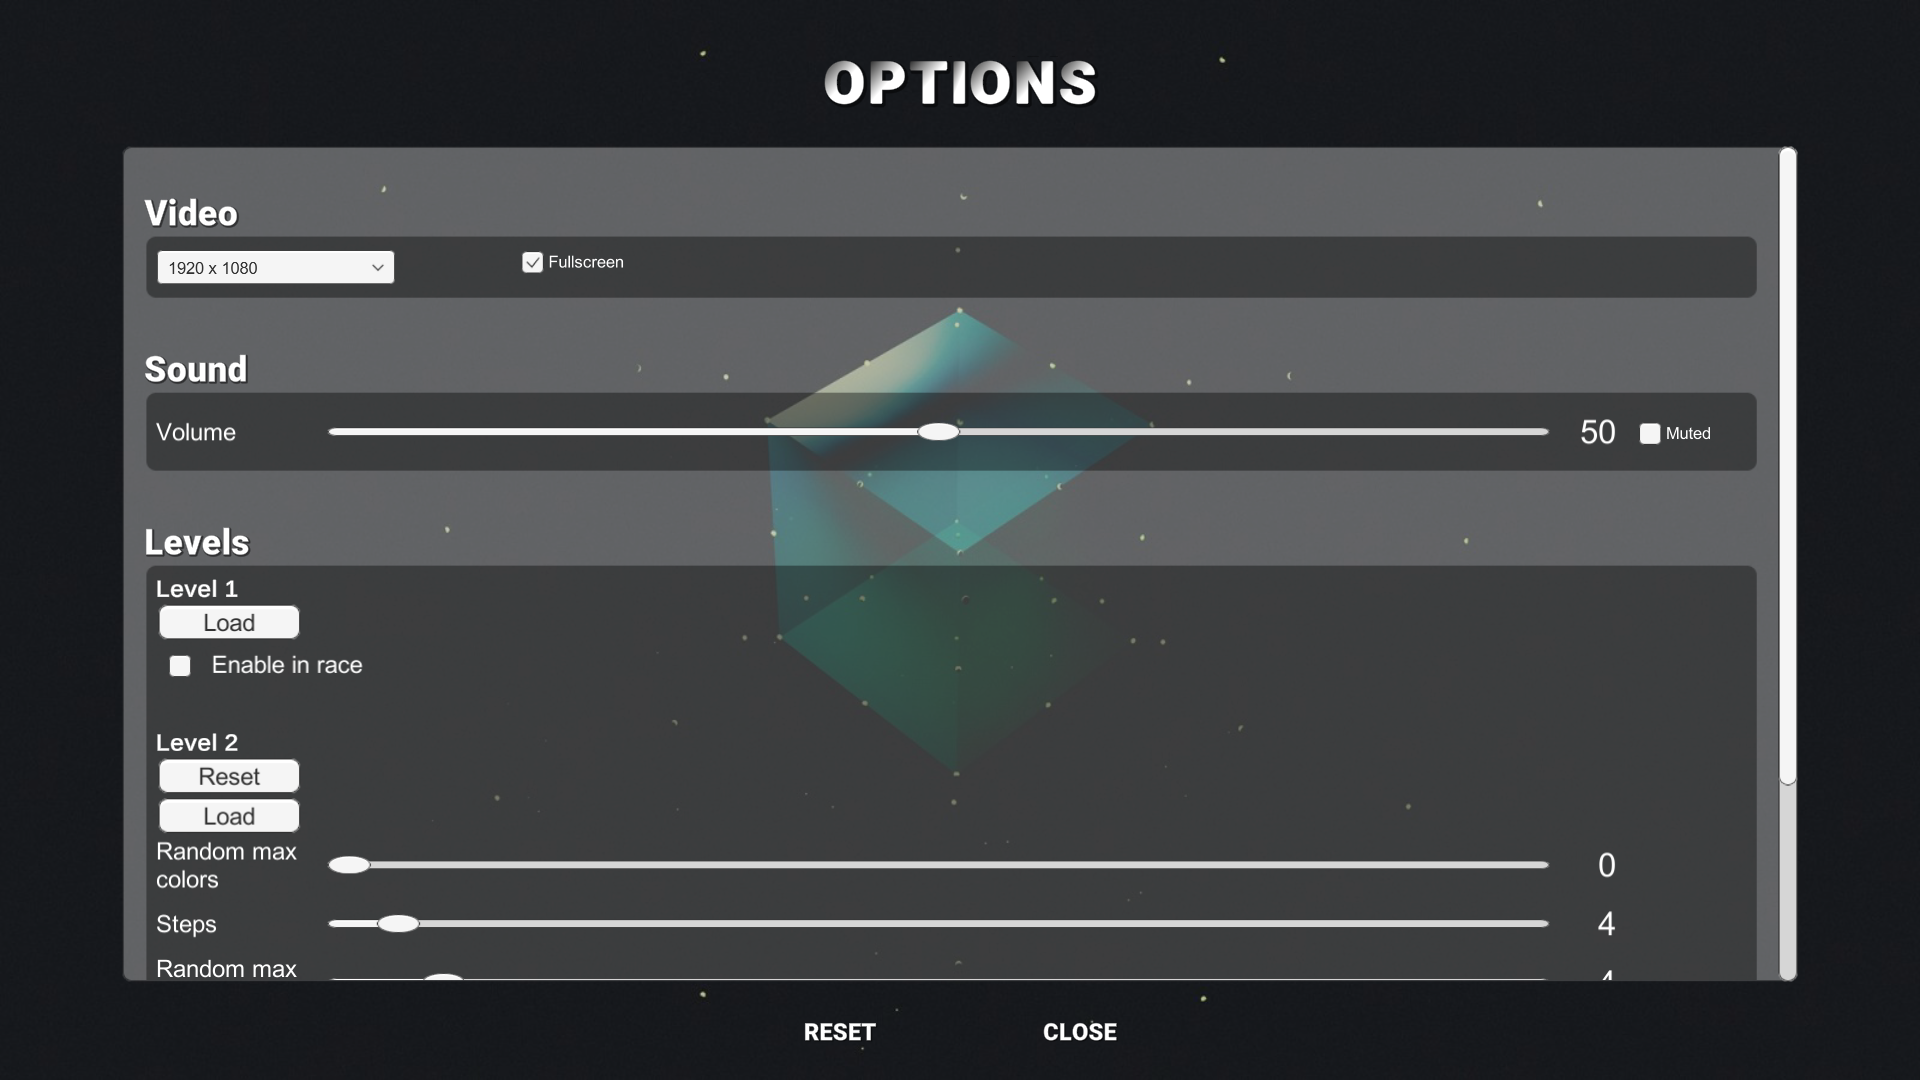 OPTIONS
Video
1920 x 1080
Fullscreen
Sound
Volume
50
Muted
Levels
Level 1
Load
Enable in race
Level 2
Reset
Load
Random max
colors
0
Steps
4
Random max
RESET
CLOSE